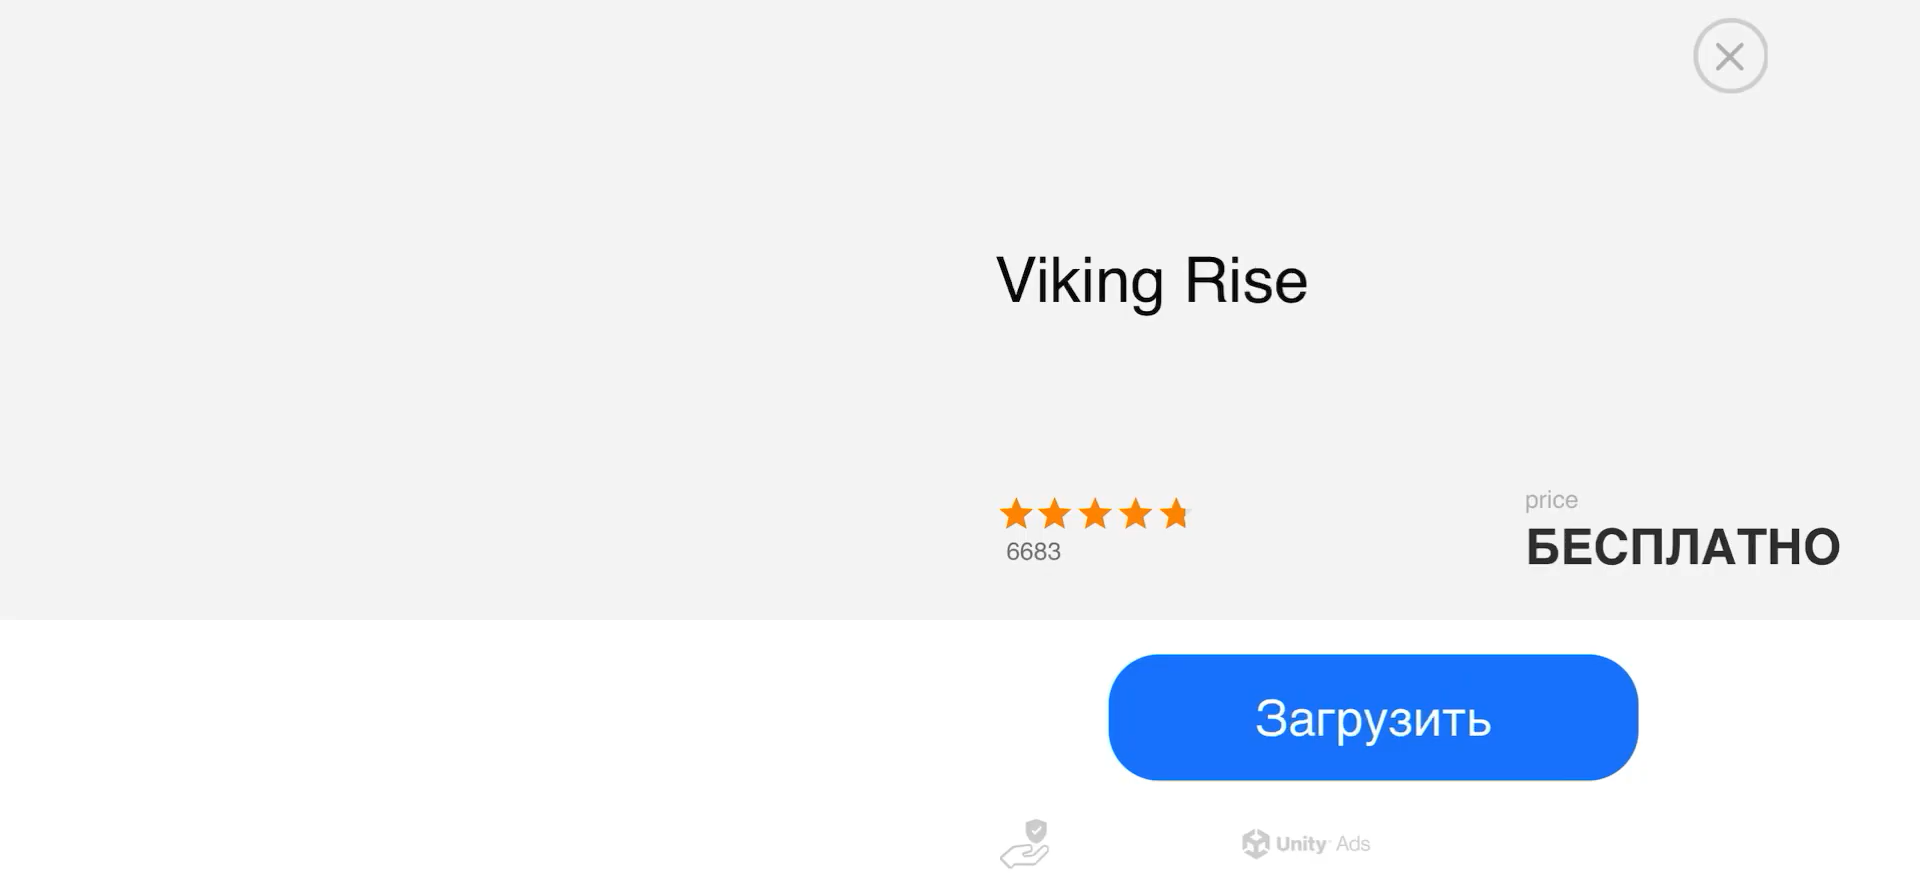 Viking Rise
6683
price
БЕСПЛАТНО
Загрузить
Unity Ads